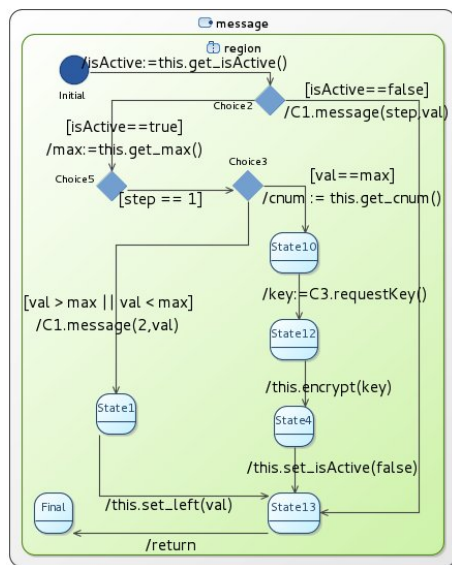 message
region
/isActive:=this.get_isActive()
Initial
Choice2
[isActive==false]
/C1.message(step,val)
[isActive==true]
/max:=this.get_max()
Choice3
Choice5
[step == 1]
[val==max]
/cnum := this.get_cnum()
State10
/key:=C3.requestKey()
[val > max || val < max]
/C1.message(2,val)
State12
/this.encrypt(key)
State1
State4
/this.set_isActive(false)
/this.set_left(val)
Final
State13
/return